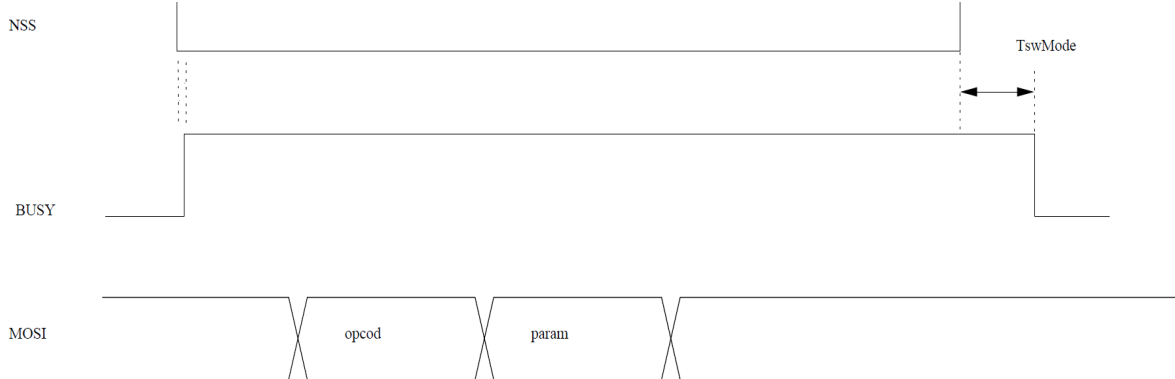 NSS
TswMode
BUSY
MOSI
opcod
param